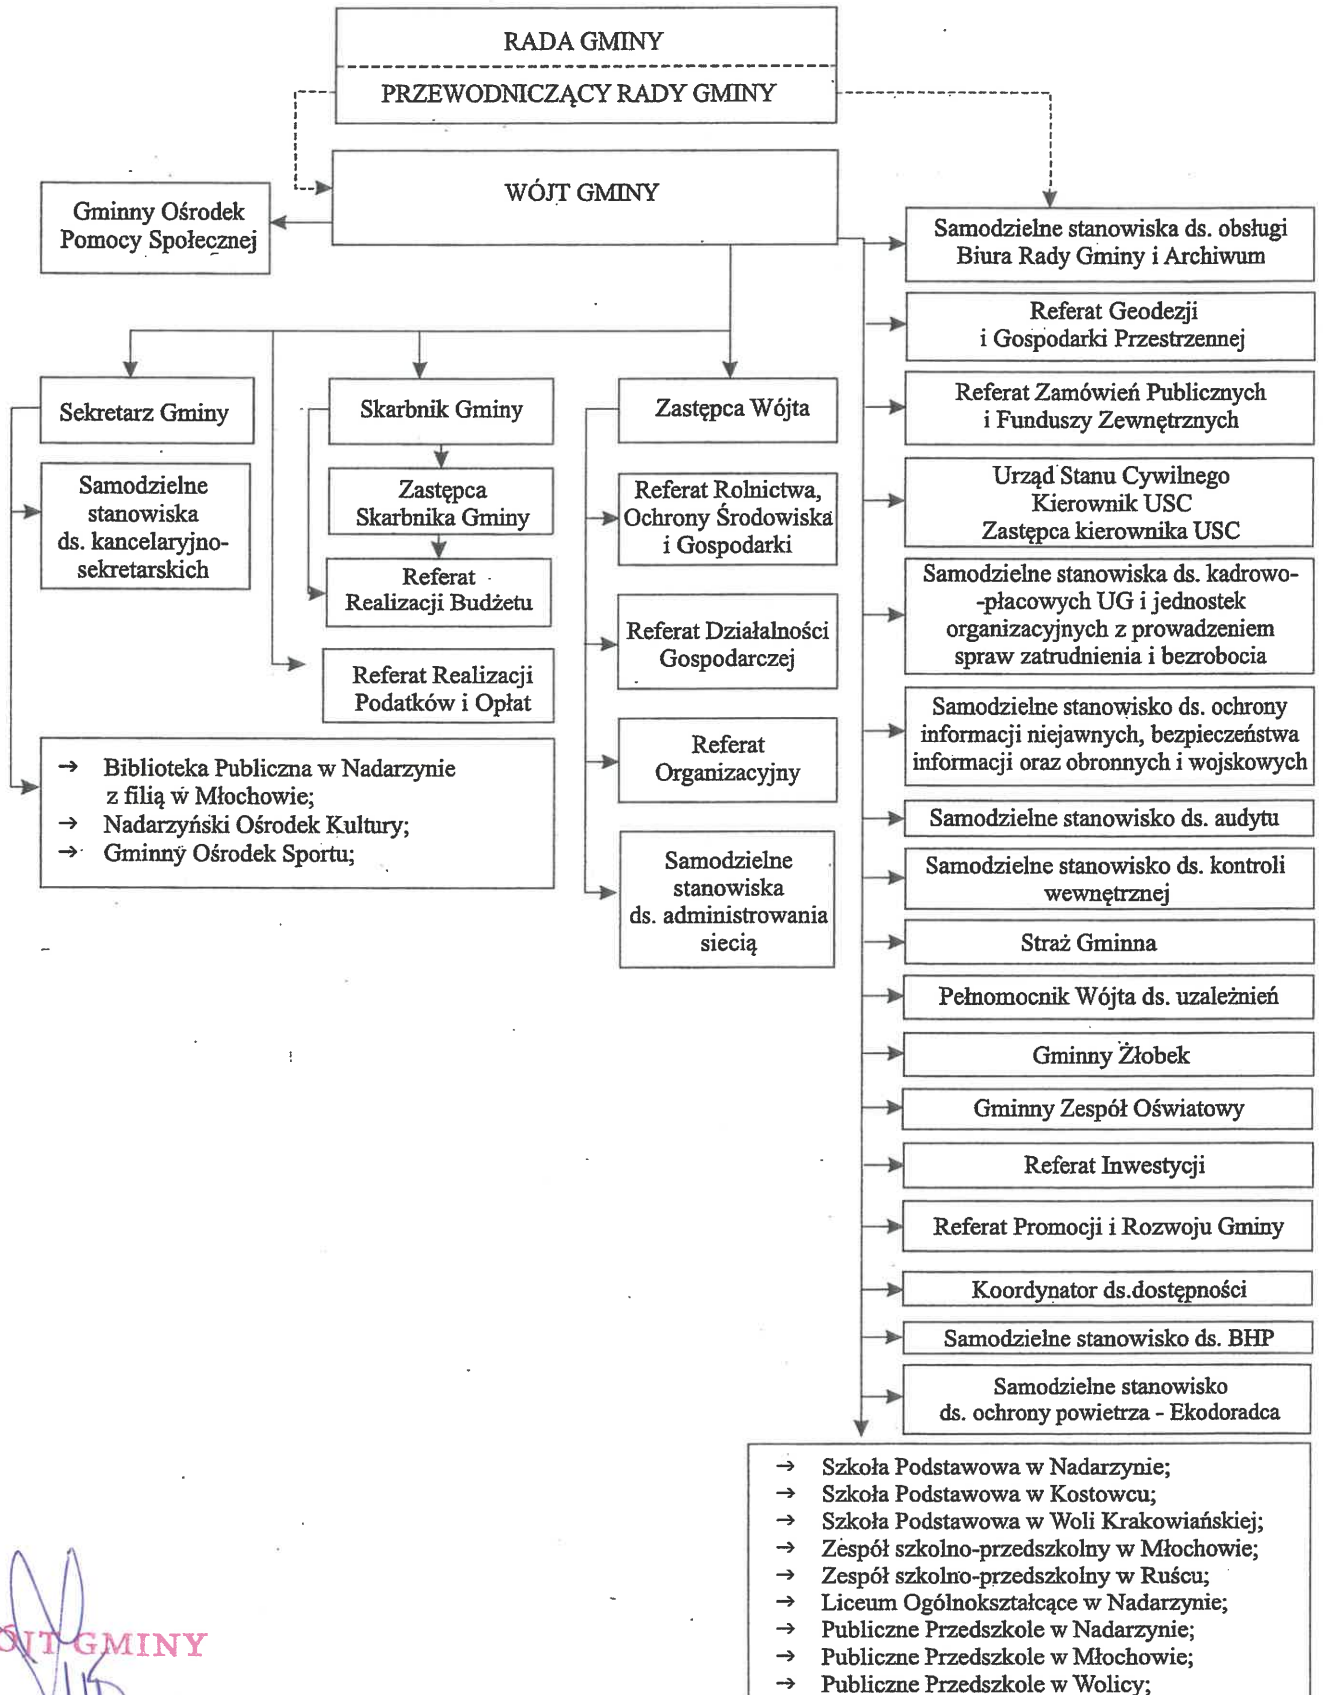 RADA GMINY
PRZEWODNICZĄCY RADY GMINY
WÓJT GMINY
Gminny Ośrodek
Pomocy Społecznej
Sekretarz Gminy
Samodzielne
stanowiska
ds. kancelaryjno-
sekretarskich
→ Biblioteka Publiczna w Nadarzynie
z filią w Młochowie;
→ Nadarzyński Ośrodek Kultury;
→ Gminny Ośrodek Sportu;
Skarbnik Gminy
Zastępca
Skarbnika Gminy
Referat
Realizacji Budżetu
Referat Realizacji
Podatków i Opłat
Zastępca Wójta
Referat Rolnictwa,
Ochrony Środowiska
i Gospodarki
Referat Działalności
Gospodarczej
Referat
Organizacyjny
Samodzielne
stanowiska
ds. administrowania
siecią
Samodzielne stanowiska ds. obsługi
Biura Rady Gminy i Archiwum
Referat Geodezji
i Gospodarki Przestrzennej
Referat Zamówień Publicznych
i Funduszy Zewnętrznych
Urząd Stanu Cywilnego
Kierownik USC
Zastępca kierownika USC
Samodzielne stanowiska ds. kadrowo-
-płacowych UG i jednostek
organizacyjnych z prowadzeniem
spraw zatrudnienia i bezrobocia
Samodzielne stanowisko ds. ochrony
informacji niejawnych, bezpieczeństwa
informacji oraz obronnych i wojskowych
Samodzielne stanowisko ds. audytu
Samodzielne stanowisko ds. kontroli
wewnętrznej
Straż Gminna
Pełnomocnik Wójta ds. uzależnień
Gminny Żłobek
Gminny Zespół Oświatowy
Referat Inwestycji
Referat Promocji i Rozwoju Gminy
Koordynator ds.dostępności
Samodzielne stanowisko ds. BHP
Samodzielne stanowisko
ds. ochrony powietrza - Ekodoradca
→ Szkoła Podstawowa w Nadarzynie;
→ Szkoła Podstawowa w Kostowcu;
→ Szkoła Podstawowa w Woli Krakowiańskiej;
→ Zespół szkolno-przedszkolny w Młochowie;
→ Zespół szkolno-przedszkolny w Ruścu;
→ Liceum Ogólnokształcące w Nadarzynie;
→ Publiczne Przedszkole w Nadarzynie;
→ Publiczne Przedszkole w Młochowie;
→ Publiczne Przedszkole w Wolicy;
ÓJT GMINY